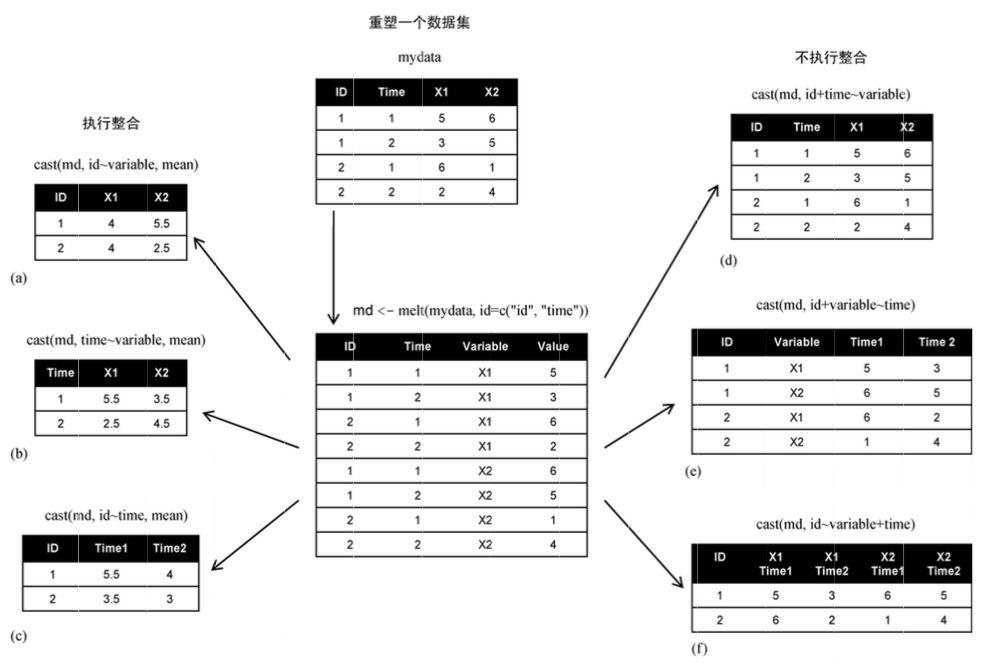 重塑一个数据集
mydata
ID Time X1 X2
1 1 5 6
1 2 3 5
2 1 6 1
2 2 2 4
执行整合
cast(md, id~variable, mean)
ID X1 X2
1 4 5.5
2 4 2.5
(a)
cast(md, time~variable, mean)
Time X1 X2
1 5.5 3.5
2 2.5 4.5
(b)
cast(md, id~time, mean)
ID Time1 Time2
1 5.5 4
2 3.5 3
(c)
md <- melt(mydata, id=c("id", "time"))
ID Time Variable Value
1 1 X1 5
1 2 X1 3
2 1 X1 6
2 2 X1 2
1 1 X2 6
1 2 X2 5
2 1 X2 1
2 2 X2 4
不执行整合
cast(md, id+time~variable)
ID Time X1 X2
1 1 5 6
1 2 3 5
2 1 6 1
2 2 2 4
(d)
cast(md, id+variable~time)
ID Variable Time1 Time 2
1 X1 5 3
1 X2 6 5
2 X1 6 2
2 X2 1 4
(e)
cast(md, id~variable+time)
ID X1 X1 X2 X2
Time1 Time2 Time1 Time2
1 5 3 6 5
2 6 2 1 4
(f)